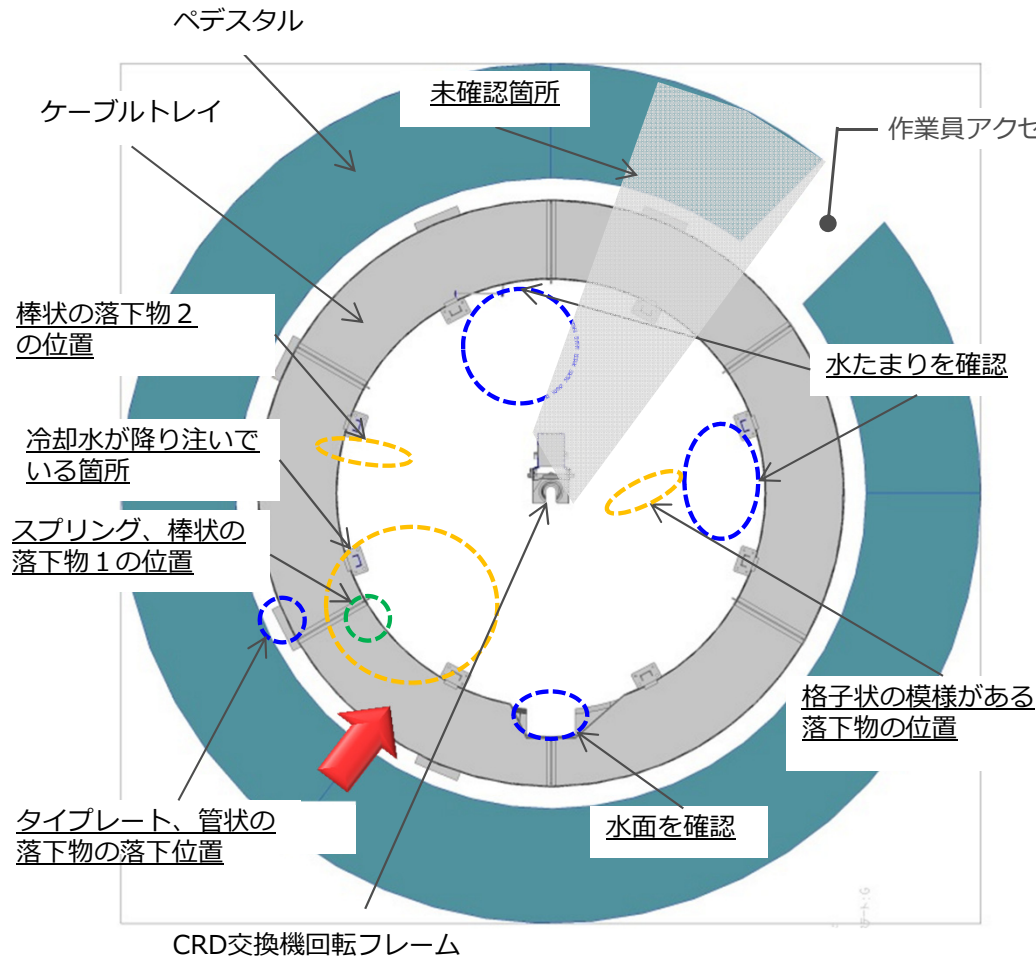 ペデスタル
未確認箇所
ケーブルトレイ
作業員アクセ
棒状の落下物2
の位置
水たまりを確認
冷却水が降り注いで
いる箇所
スプリング、棒状の
落下物1の位置
格子状の模様がある
落下物の位置
タイプレート、管状の
落下物の落下位置
水面を確認
CRD交換機回転フレーム